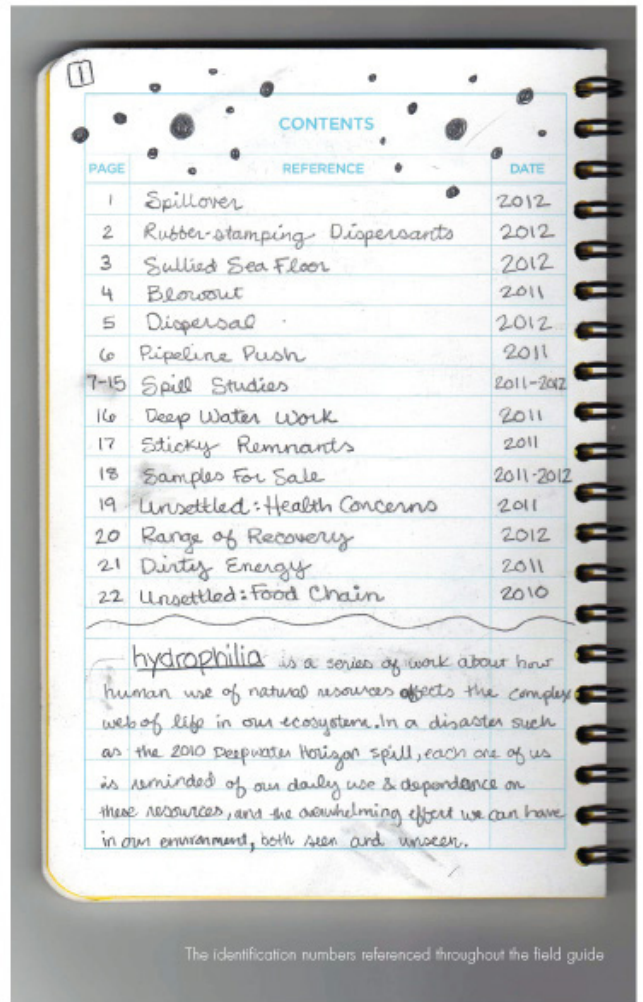 1
CONTENTS
PAGE REFERENCE DATE
1 Spillover 2012
2 Rubber-stamping Dispersants 2012
3 Sullied Sea Floor 2012
4 Blowout 2011
5 Dispersal 2012
6 Pipeline Push 2011
7-15 Spill Studies 2011-2012
16 Deep Water Work 2011
17 Sticky Remnants 2011
18 Samples For Sale 2011-2012
19 Unsettled: Health Concerns 2011
20 Range of Recovery 2012
21 Dirty Energy 2011
22 Unsettled: Food Chain 2010
hydrophilia is a series of work about how
human use of natural resources affects the complex
web of life in our ecosystem. In a disaster such
as the 2010 Deepwater Horizon spill, each one of us
is reminded of our daily use & dependance on
these resources, and the overwhelming effect we can have
in our environment, both seen and unseen.
The identification numbers referenced throughout the field guide